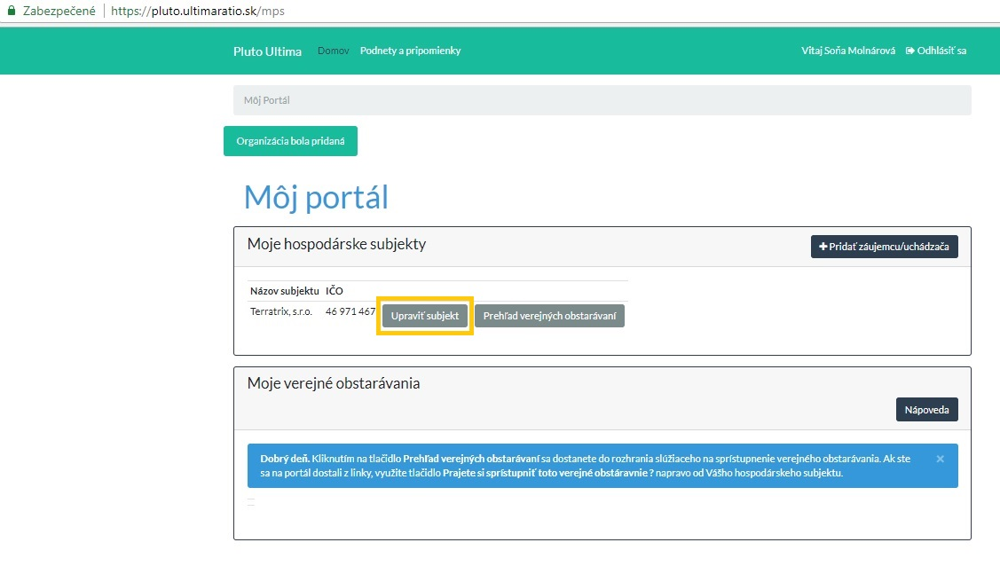 Zabezpečené | https://pluto.ultimaratio.sk/mps
Pluto Ultima Domov Podnety a pripomienky Vitaj Soňa Molnárová Odhlásiť sa
Môj Portál
Organizácia bola pridaná
Môj portál
Moje hospodárske subjekty
Pridať záujemcu/uchádzača
Názov subjektu IČO
Terratrix, s.r.o. 46 971 467 Upraviť subjekt Prehľad verejných obstarávaní
Moje verejné obstarávania
Nápoveda
Dobrý deň. Kliknutím na tlačidlo Prehľad verejných obstarávaní sa dostanete do rozhrania slúžiaceho na sprístupnenie verejného obstarávania. Ak ste
sa na portál dostali z linky, využite tlačidlo Prajete si sprístupniť toto verejné obstáravnie ? napravo od Vášho hospodárskeho subjektu.